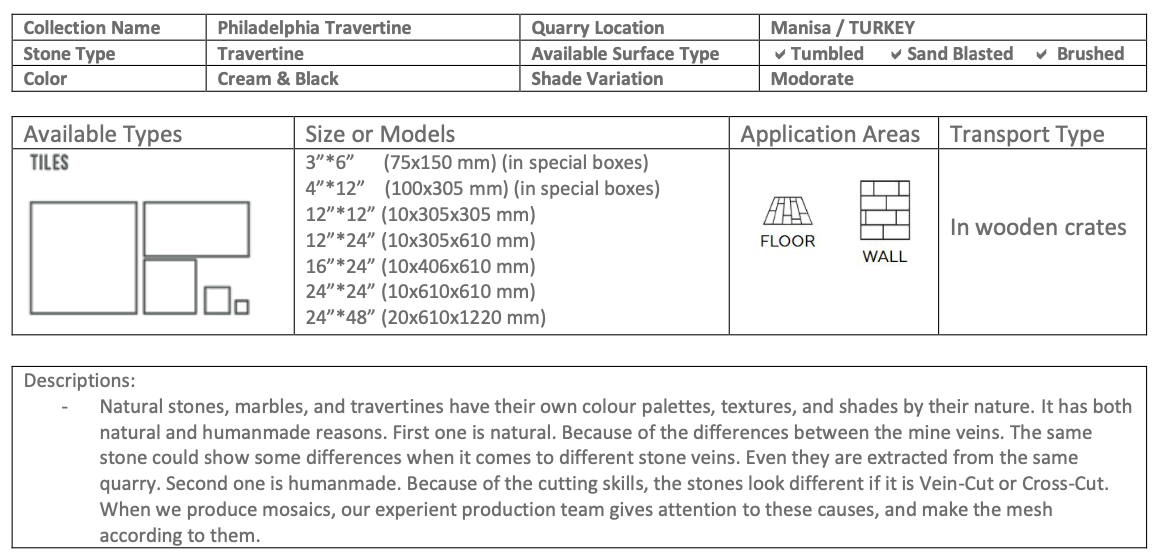 Collection Name Philadelphia Travertine Quarry Location Manisa / TURKEY
Stone Type Travertine Available Surface Type ✓ Tumbled ✓ Sand Blasted ✓ Brushed
Color Cream & Black Shade Variation Modorate
Available Types Size or Models Application Areas Transport Type
TILES
3”*6” (75x150 mm) (in special boxes)
4”*12” (100x305 mm) (in special boxes)
12”*12” (10x305x305 mm)
12”*24” (10x305x610 mm)
16”*24” (10x406x610 mm)
24”*24” (10x610x610 mm)
24”*48” (20x610x1220 mm)
FLOOR
WALL
In wooden crates
Descriptions:
- Natural stones, marbles, and travertines have their own colour palettes, textures, and shades by their nature. It has both
natural and humanmade reasons. First one is natural. Because of the differences between the mine veins. The same
stone could show some differences when it comes to different stone veins. Even they are extracted from the same
quarry. Second one is humanmade. Because of the cutting skills, the stones look different if it is Vein-Cut or Cross-Cut.
When we produce mosaics, our experient production team gives attention to these causes, and make the mesh
according to them.